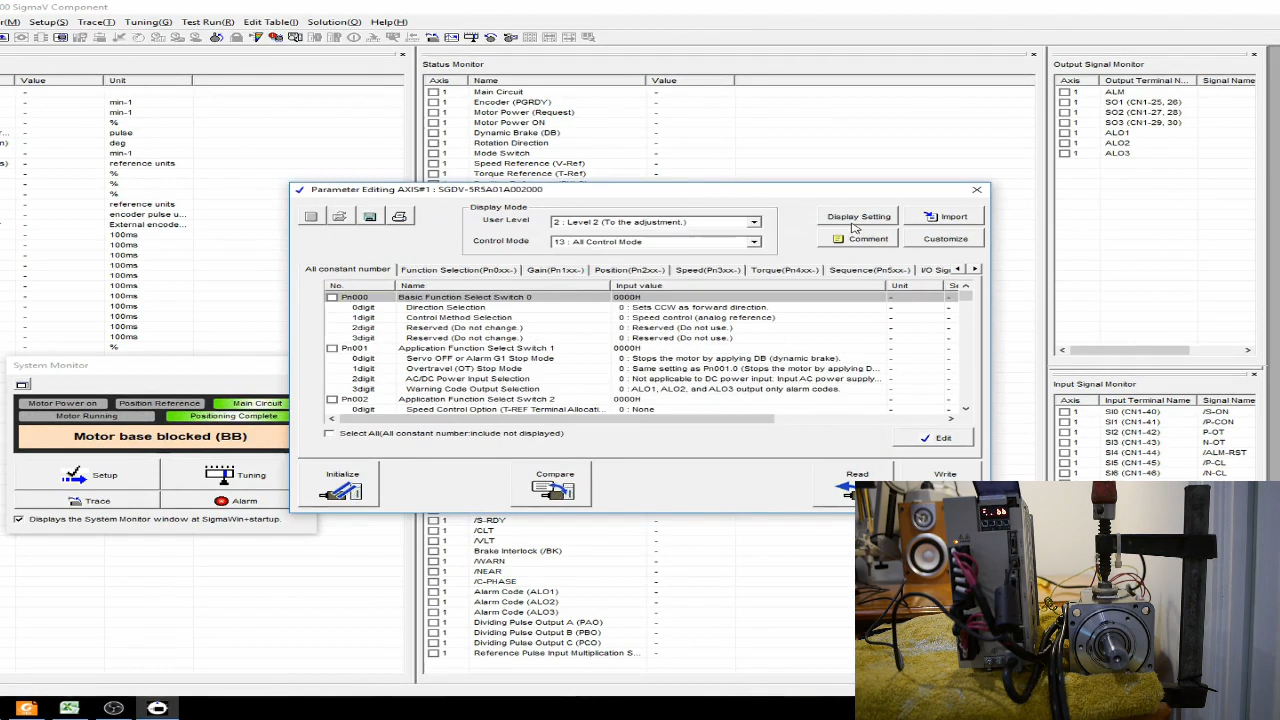 00 SigmaV Component
r(M) Setup(S) Trace(T) Tuning(G) Test Run(R) Edit Table(I) Solution(O) Help(H)
Value Unit
- min-1
- min-1
- %
- pulse
- deg
- min-1
- reference units
- %
- %
- %
- reference units
- encoder pulse u...
- External encode...
- 100ms
- 100ms
- 100ms
- 100ms
- 100ms
- 100ms
- 100ms
- 100ms
- 100ms
- 100ms
- %
Status Monitor
Axis Name Value
1 Main Circuit -
1 Encoder (PGRDY) -
1 Motor Power (Request) -
1 Motor Power ON -
1 Dynamic Brake (DB) -
1 Rotation Direction -
1 Mode Switch -
1 Speed Reference (V-Ref) -
1 Torque Reference (T-Ref) -
Output Signal Monitor
Axis Output Terminal N... Signal Name
1 ALM
1 SO1 (CN1-25, 26)
1 SO2 (CN1-27, 28)
1 SO3 (CN1-29, 30)
1 ALO1
1 ALO2
1 ALO3
Parameter Editing AXIS#1 : SGDV-5R5A01A002000
Display Mode
User Level 2 : Level 2 (To the adjustment.)
Control Mode 13 : All Control Mode
Display Setting Import
Comment Customize
All constant number Function Selection(Pn0xx-) Gain(Pn1xx-) Position(Pn2xx-) Speed(Pn3xx-) Torque(Pn4xx-) Sequence(Pn5xx-) I/O Sig
No. Name Input value Unit Se
Pn000 Basic Function Select Switch 0 0000H - -
0digit Direction Selection 0 : Sets CCW as forward direction. - -
1digit Control Method Selection 0 : Speed control (analog reference) - -
2digit Reserved (Do not change.) 0 : Reserved (Do not use.) - -
3digit Reserved (Do not change.) 0 : Reserved (Do not use.) - -
Pn001 Application Function Select Switch 1 0000H - -
0digit Servo OFF or Alarm G1 Stop Mode 0 : Stops the motor by applying DB (dynamic brake). - -
1digit Overtravel (OT) Stop Mode 0 : Same setting as Pn001.0 (Stops the motor by applying D... - -
2digit AC/DC Power Input Selection 0 : Not applicable to DC power input: Input AC power supply... - -
3digit Warning Code Output Selection 0 : ALO1, ALO2, and ALO3 output only alarm codes. - -
Pn002 Application Function Select Switch 2 0000H - -
0digit Speed Control Option (T-REF Terminal Allocati... 0 : None - -
Select All(All constant number:include not displayed)
Edit
Initialize Compare Read Write
System Monitor
Motor Power on Position Reference Main Circuit
Motor Running Positioning Complete
Motor base blocked (BB)
Setup Tuning
Trace Alarm
Displays the System Monitor window at SigmaWin+startup.
Input Signal Monitor
Axis Input Terminal Name Signal Name
1 SI0 (CN1-40) /S-ON
1 SI1 (CN1-41) /P-CON
1 SI2 (CN1-42) P-OT
1 SI3 (CN1-43) N-OT
1 SI4 (CN1-44) /ALM-RST
1 SI5 (CN1-45) /P-CL
1 SI6 (CN1-46) /N-CL
1 /S-RDY -
1 /CLT -
1 /VLT -
1 Brake Interlock (/BK) -
1 /WARN -
1 /NEAR -
1 /C-PHASE -
1 Alarm Code (ALO1) -
1 Alarm Code (ALO2) -
1 Alarm Code (ALO3) -
1 Dividing Pulse Output A (PAO) -
1 Dividing Pulse Output B (PBO) -
1 Dividing Pulse Output C (PCO) -
1 Reference Pulse Input Multiplication S... -